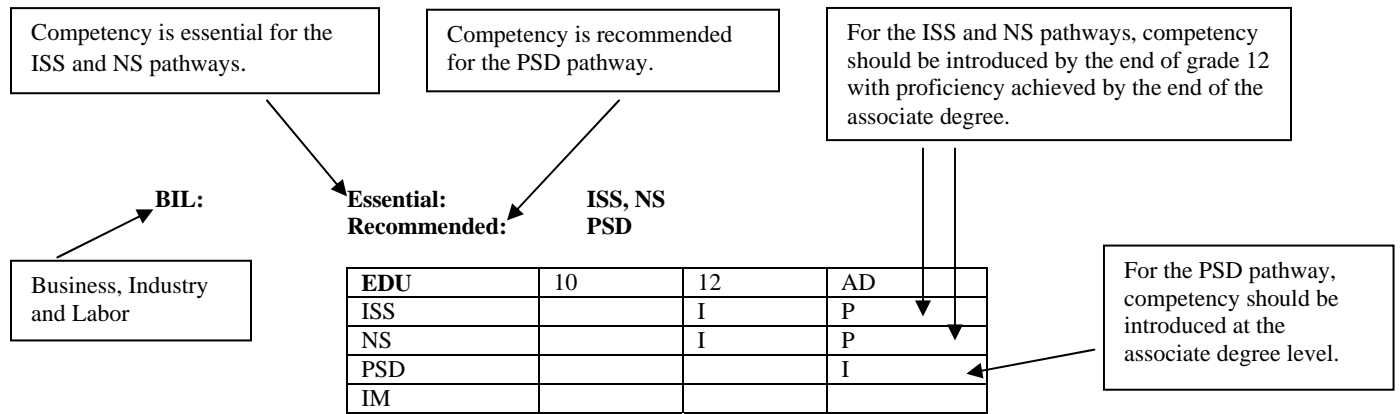 Competency is essential for the
ISS and NS pathways.
Competency is recommended
for the PSD pathway.
For the ISS and NS pathways, competency
should be introduced by the end of grade 12
with proficiency achieved by the end of the
associate degree.
BIL: Essential: ISS, NS
Recommended: PSD
Business, Industry
and Labor
EDU 10 12 AD
ISS I P
NS I P
PSD I
IM
For the PSD pathway,
competency should be
introduced at the
associate degree level.